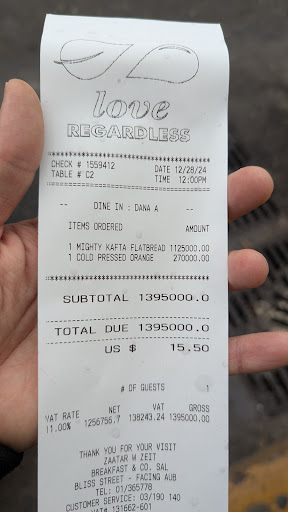 love
REGARDLESS
CHECK # 1559412 DATE 12/28/24
TABLE # C2 TIME 12:00PM
-- DINE IN : DANA A --
ITEMS ORDERED AMOUNT
1 MIGHTY KAFTA FLATBREAD 1125000.00
1 COLD PRESSED ORANGE 270000.00
SUBTOTAL 1395000.0
TOTAL DUE 1395000.0
US $ 15.50
# OF GUESTS 1
VAT RATE NET VAT GROSS
11.00% 1256756.7 138243.24 1395000.00
THANK YOU FOR YOUR VISIT
ZAATAR W ZEIT
BREAKFAST & CO. SAL
BLISS STREET - FACING AUB
TEL: 01/365778
CUSTOMER SERVICE: 03/190 140
VAT# 131662-601